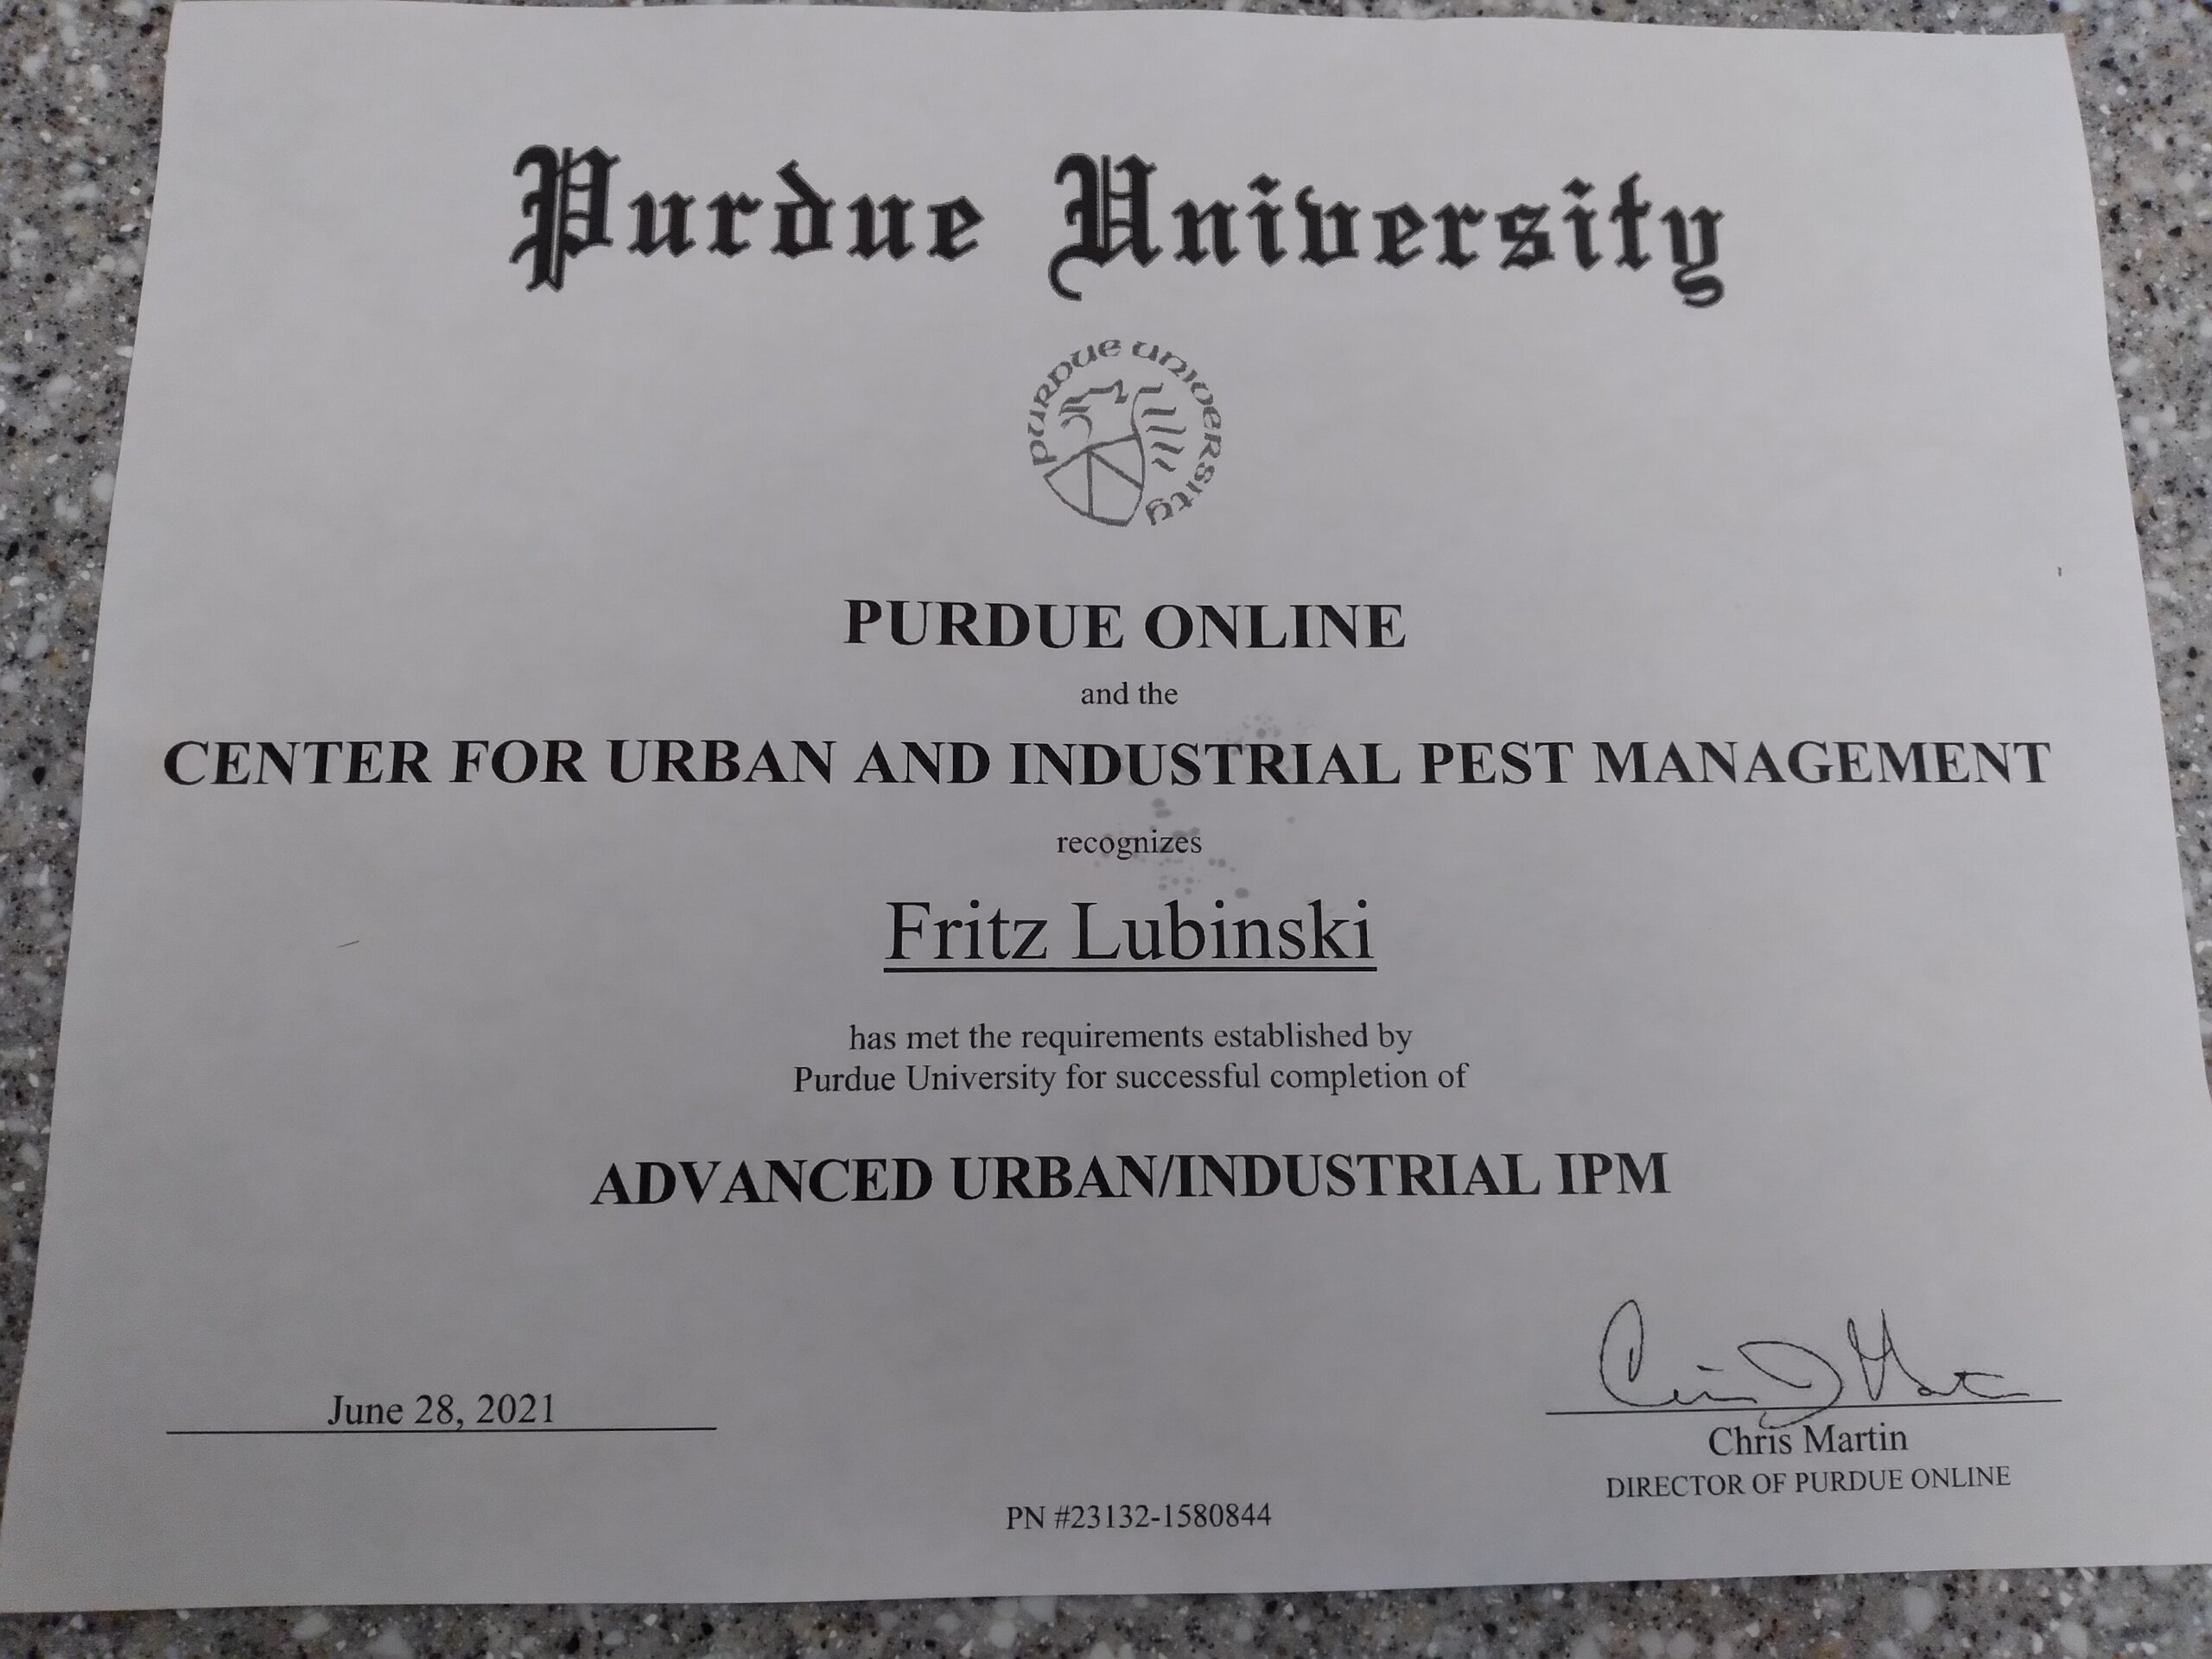 Purdue University
PURDUE UNIVERSITY
PURDUE ONLINE
and the
CENTER FOR URBAN AND INDUSTRIAL PEST MANAGEMENT
recognizes
Fritz Lubinski
has met the requirements established by
Purdue University for successful completion of
ADVANCED URBAN/INDUSTRIAL IPM
June 28, 2021
Chris Martin
DIRECTOR OF PURDUE ONLINE
PN #23132-1580844